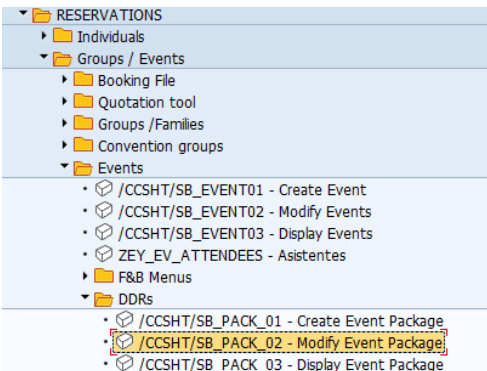 RESERVATIONS
Individuals
Groups / Events
Booking File
Quotation tool
Groups /Families
Convention groups
Events
/CCSHT/SB_EVENT01 - Create Event
/CCSHT/SB_EVENT02 - Modify Events
/CCSHT/SB_EVENT03 - Display Events
ZEY_EV_ATTENDEES - Asistentes
F&B Menus
DDRs
/CCSHT/SB_PACK_01 - Create Event Package
/CCSHT/SB_PACK_02 - Modify Event Package
/CCSHT/SB_PACK_03 - Display Event Package